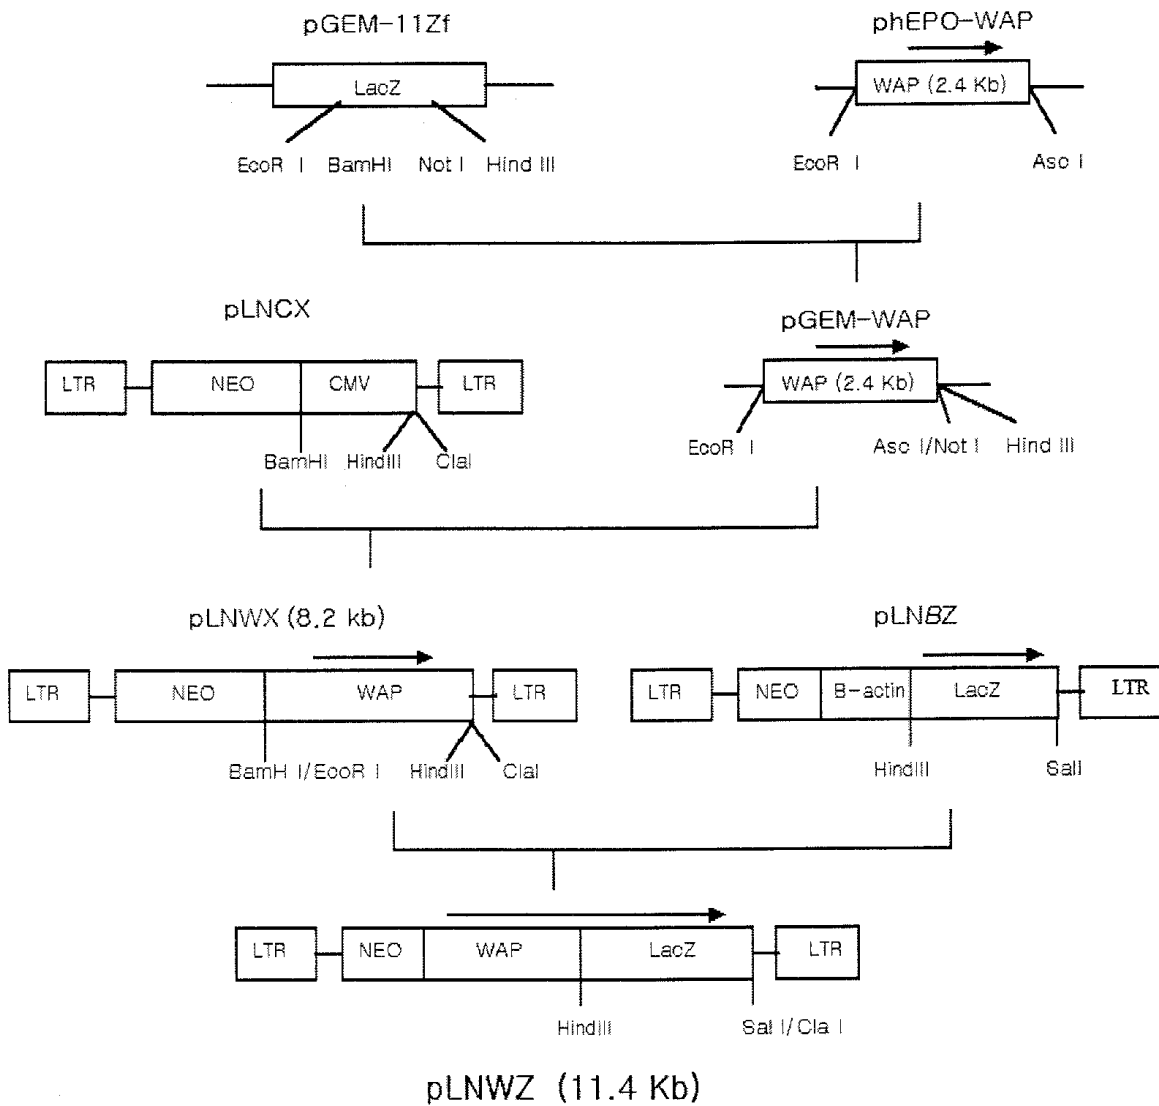 pGEM-11Zf
phEPO-WAP
LacZ
WAP (2.4 Kb)
EcoR I BamHI Not I Hind III
EcoR I
Asc I
pLNCX
pGEM-WAP
LTR NEO CMV LTR
WAP (2.4 Kb)
BamHI HindIII ClaI
EcoR I Asc I/Not I Hind III
pLNWX (8.2 kb)
pLNBZ
LTR NEO WAP LTR
LTR NEO B-actin LacZ LTR
BamH I/EcoR I HindIII ClaI
HindIII SalI
LTR NEO WAP LacZ LTR
HindIII Sal I/Cla I
pLNWZ (11.4 Kb)